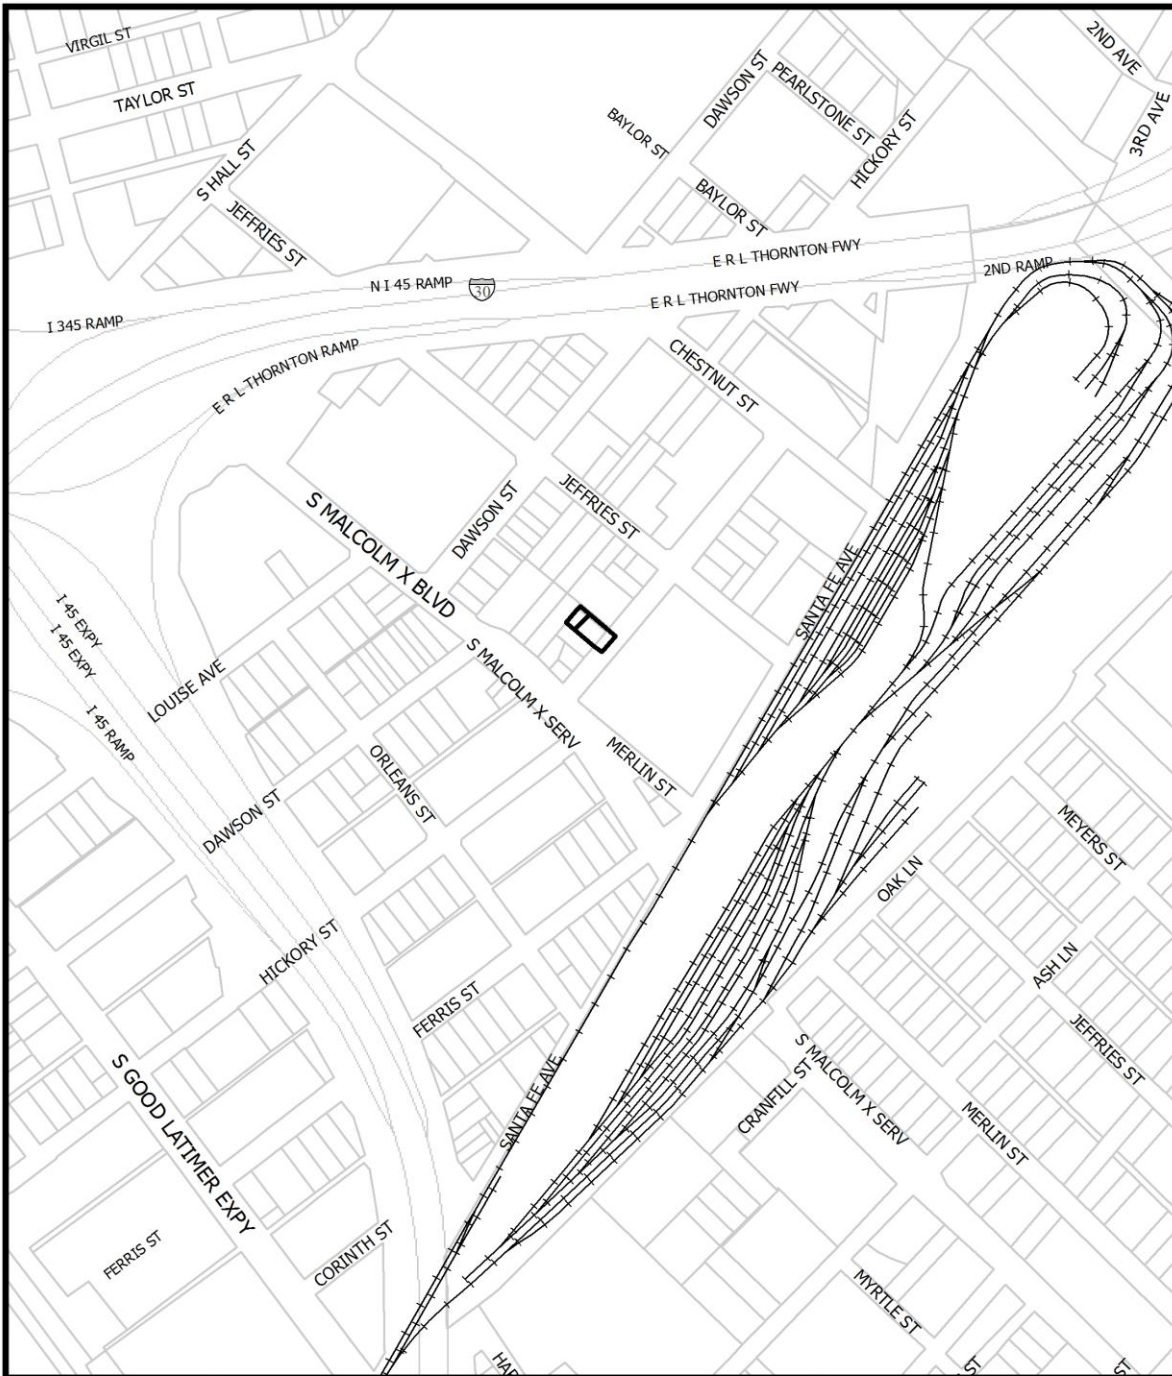 VIRGIL ST
TAYLOR ST
S HALL ST
JEFFRIES ST
2ND AVE
3RD AVE
DAWSON ST
PEARLSTONE ST
HICKORY ST
BAYLOR ST
BAYLOR ST
E R L THORNTON FWY
N I 45 RAMP
30
2ND RAMP
E R L THORNTON FWY
I 345 RAMP
E R L THORNTON RAMP
CHESTNUT ST
JEFFRIES ST
DAWSON ST
S MALCOLM X BLVD
SANTA FE AVE
I 45 EXPY
I 45 EXPY
I 45 RAMP
LOUISE AVE
S MALCOLM X SERV
MERLIN ST
ORLEANS ST
DAWSON ST
MEYERS ST
OAK LN
HICKORY ST
ASH LN
FERRIS ST
JEFFRIES ST
SANTA FE AVE
S MALCOLM X SERV
CRANFILL ST
MERLIN ST
S GOOD LATIMER EXPY
FERRIS ST
CORINTH ST
MYRTLE ST
ST
ST